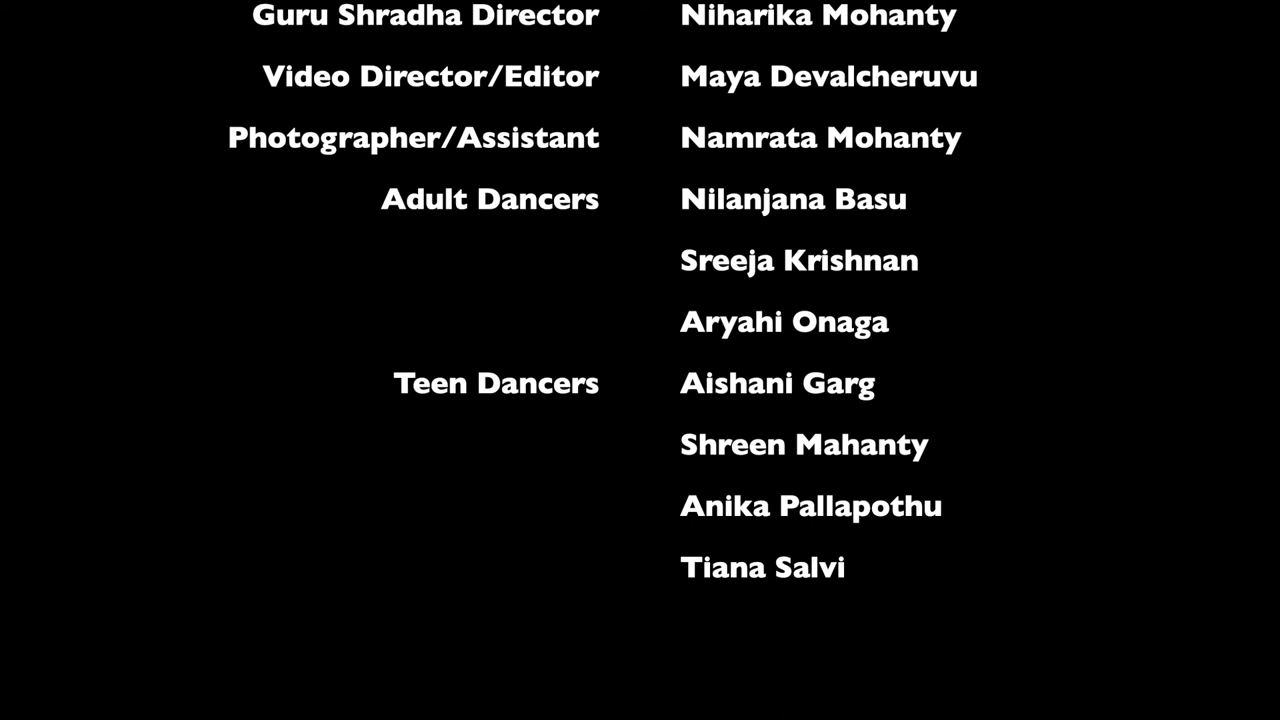 Guru Shradha Director Niharika Mohanty
Video Director/Editor Maya Devalcheruvu
Photographer/Assistant Namrata Mohanty
Adult Dancers Nilanjana Basu
Sreeja Krishnan
Aryahi Onaga
Teen Dancers Aishani Garg
Shreen Mahanty
Anika Pallapothu
Tiana Salvi